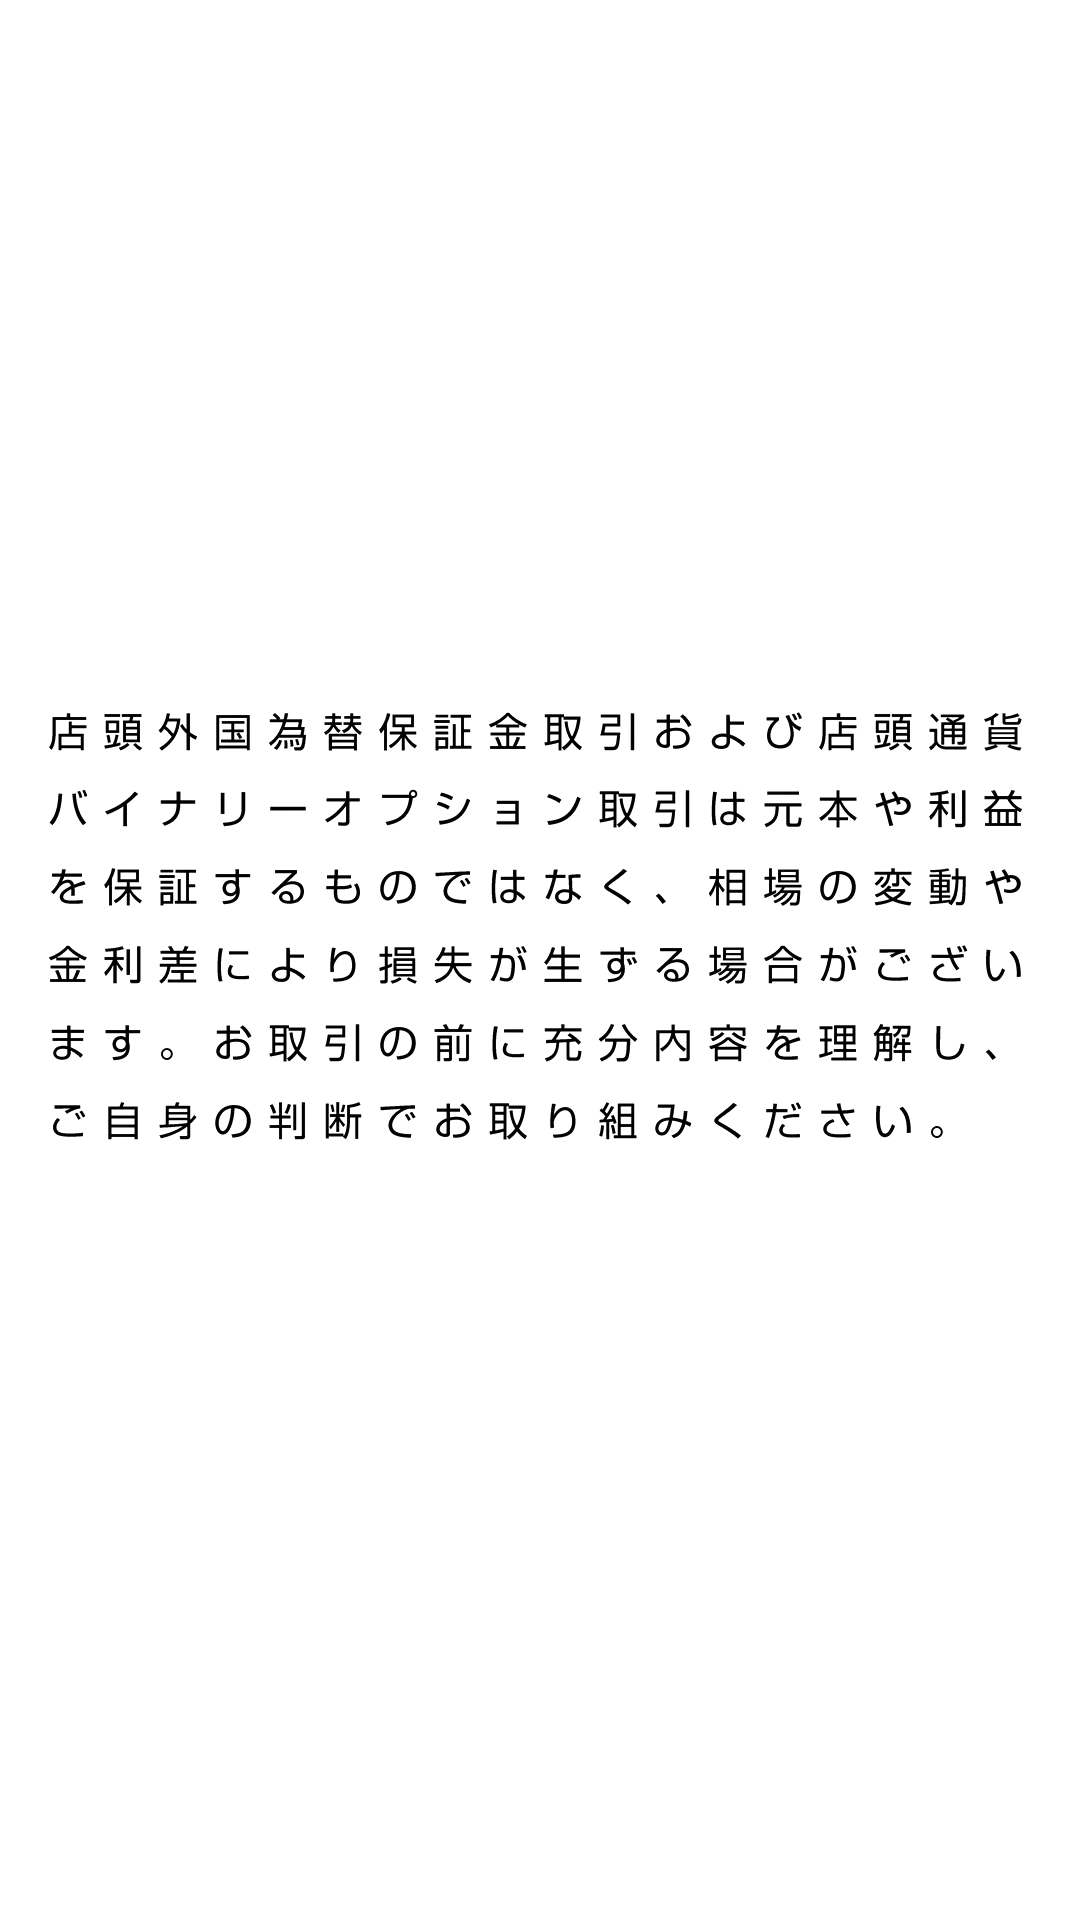 店頭外国為替保証金取引および店頭通貨
バイナリーオプション取引は元本や利益
を保証するものではなく、相場の変動や
金利差により損失が生ずる場合がござい
ます。お取引の前に充分内容を理解し、
ご自身の判断でお取り組みください。